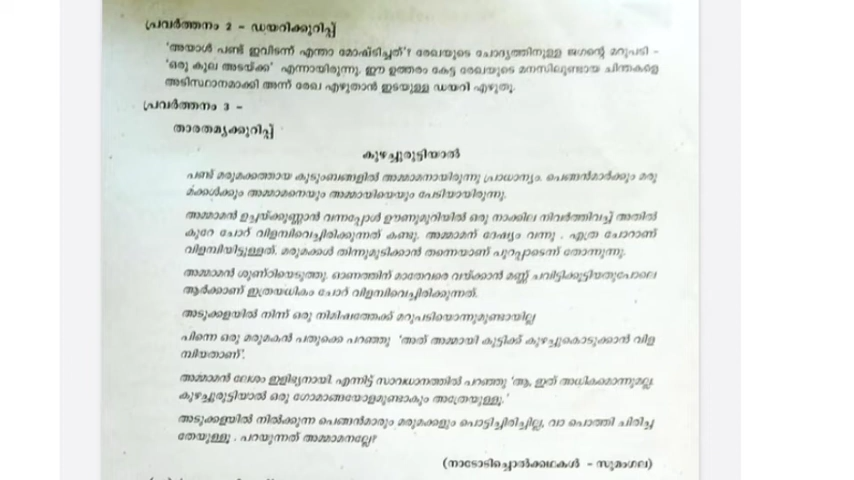 പ്രവർത്തനം 2 - ഡയറിക്കുറിപ്പ്
'അയാൾ പണ്ട് ഇവിടന്ന് എന്താ മോഷ്ടിച്ചത്'? രേഖയുടെ ചോദ്യത്തിനുള്ള ജഗന്റെ മറുപടി -
'ഒരു കുല അടയ്ക്ക' എന്നായിരുന്നു. ഈ ഉത്തരം കേട്ട രേഖയുടെ മനസിലുണ്ടായ ചിന്തകളെ
അടിസ്ഥാനമാക്കി അന്ന് രേഖ എഴുതാൻ ഇടയുള്ള ഡയറി എഴുതൂ.
പ്രവർത്തനം 3 -
താരതമ്യക്കുറിപ്പ്
കുഴച്ചുരുട്ടിയാൽ
പണ്ട് മരുമക്കത്തായ കുടുംബങ്ങളിൽ അമ്മാമനായിരുന്നു പ്രാധാന്യം. പെങ്ങൻമാർക്കും മരു
മക്കൾക്കും അമ്മാമനെയും അമ്മായിയെയും പേടിയായിരുന്നു.
അമ്മാമൻ ഉച്ചയ്ക്കുണ്ണാൻ വന്നപ്പോൾ ഊണുമുറിയിൽ ഒരു നാക്കില നിവർത്തിവച്ച് അതിൽ
കുറേ ചോറ് വിളമ്പിവെച്ചിരിക്കുന്നത് കണ്ടു. അമ്മാമന് ദേഷ്യം വന്നു . എത്ര ചോറാണ്
വിളമ്പിയിട്ടുള്ളത്. മരുമക്കൾ തിന്നുമുടിക്കാൻ തന്നെയാണ് പുറപ്പാടെന്ന് തോന്നുന്നു.
അമ്മാമൻ ശുണ്ഠിയെടുത്തു. ഓണത്തിന് മാതേവരെ വയ്ക്കാൻ മണ്ണ് ചവിട്ടിക്കൂട്ടിയതുപോലെ
ആർക്കാണ് ഇത്രയധികം ചോറ് വിളമ്പിവെച്ചിരിക്കുന്നത്.
അടുക്കളയിൽ നിന്ന് ഒരു നിമിഷത്തേക്ക് മറുപടിയൊന്നുമുണ്ടായില്ല
പിന്നെ ഒരു മരുമകൻ പതുക്കെ പറഞ്ഞു 'അത് അമ്മായി കുട്ടിക്ക് കുഴച്ചുകൊടുക്കാൻ വിള
മ്പിയതാണ്'.
അമ്മാമൻ ലേശം ഇളിഭ്യനായി. എന്നിട്ട് സാവധാനത്തിൽ പറഞ്ഞു 'ആ, ഇത് അധികമൊന്നുമല്ല.
കുഴച്ചുരുട്ടിയാൽ ഒരു ഗോമാങ്ങയോളമുണ്ടാകും അത്രേയുള്ളൂ.'
അടുക്കളയിൽ നിൽക്കുന്ന പെങ്ങൻമാരും മരുമക്കളും പൊട്ടിച്ചിരിച്ചില്ല, വാ പൊത്തി ചിരിച്ച
തേയുള്ളൂ . പറയുന്നത് അമ്മാമനല്ലേ?
(നാടോടിച്ചൊൽക്കഥകൾ - സുമംഗല)